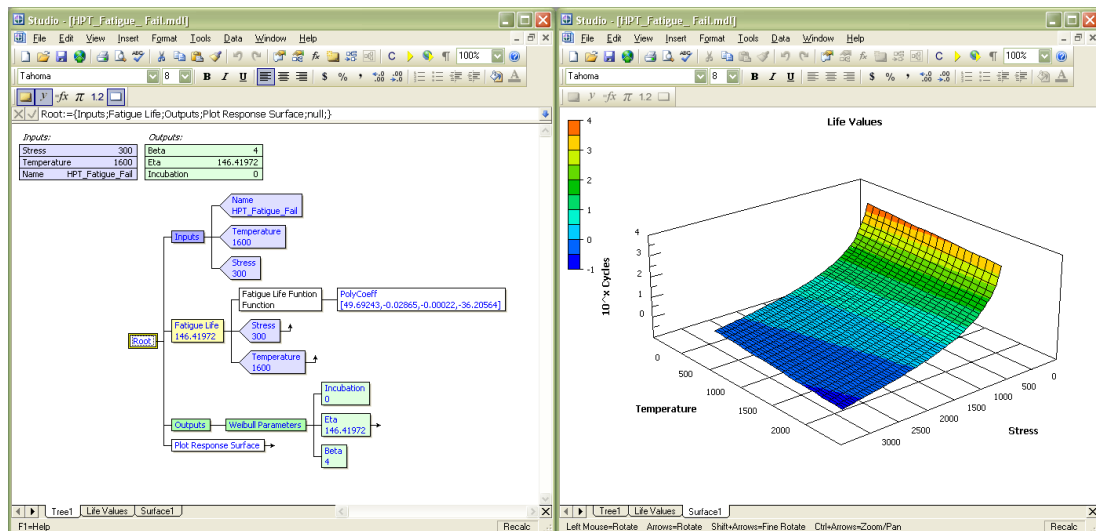 Studio - [HPT_Fatigue_ Fail.mdl]
File Edit View Insert Format Tools Data Window Help
100%
Tahoma 8 B I U $ % ,
y =fx π 1.2
Root:={Inputs;Fatigue Life;Outputs;Plot Response Surface;null;}
Inputs: Outputs:
Stress 300 Beta 4
Temperature 1600 Eta 146.41972
Name HPT_Fatigue_Fail Incubation 0
Name
HPT_Fatigue_Fail
Inputs
Temperature
1600
Stress
300
Fatigue Life Funtion
Function
PolyCoeff
[49.69243,-0.02865,-0.00022,-36.20564]
Fatigue Life
146.41972
Stress
300
Root
Temperature
1600
Incubation
0
Outputs
Weibull Parameters
Eta
146.41972
Plot Response Surface
Beta
4
Tree1 Life Values Surface1
F1=Help Recalc
Studio - [HPT_Fatigue_ Fail.mdl]
File Edit View Insert Format Tools Data Window Help
100%
Tahoma 8 B I U $ % ,
y =fx π 1.2
Life Values
4
3
2
1
0
-1
4
3
2
1
0
10^x Cycles
0
500
1000
1500
2000
Temperature
0
500
1000
1500
2000
2500
3000
Stress
Tree1 Life Values Surface1
Left Mouse=Rotate Arrows=Rotate Shift+Arrows=Fine Rotate Ctrl+Arrows=Zoom/Pan Recalc